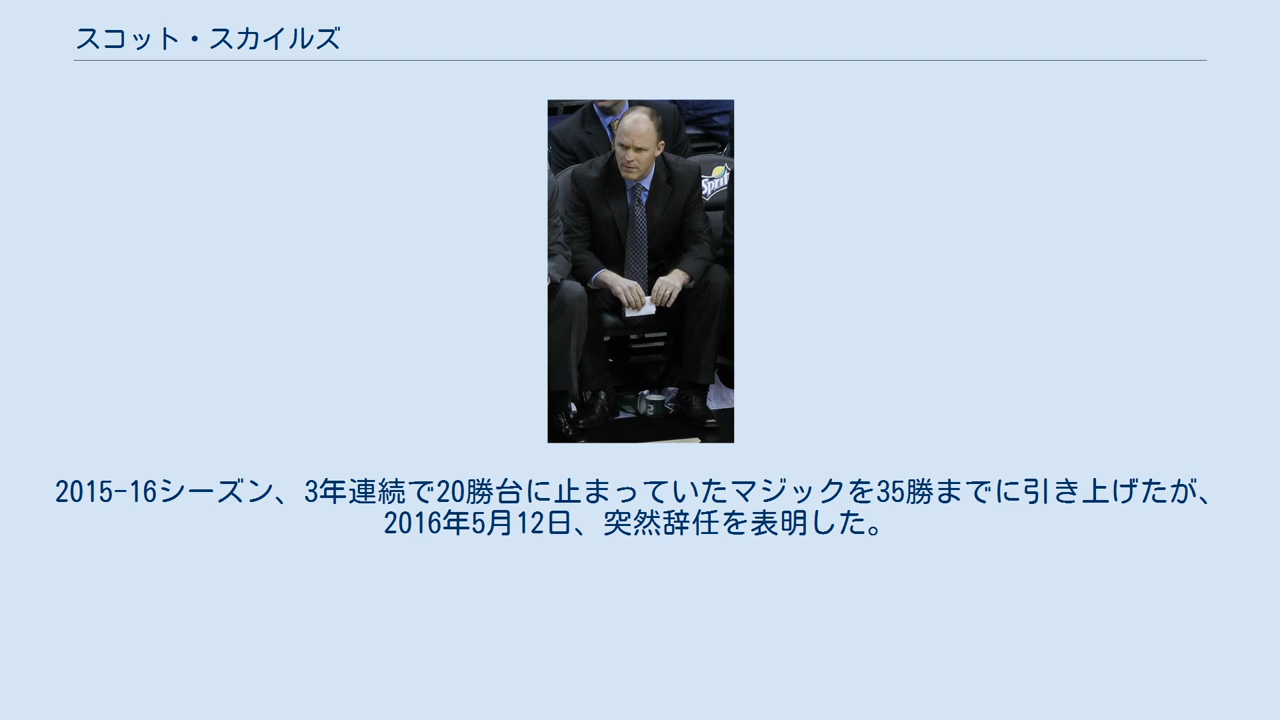 スコット・スカイルズ
Sprit
2015-16シーズン、3年連続で20勝台に止まっていたマジックを35勝までに引き上げたが、
2016年5月12日、突然辞任を表明した。